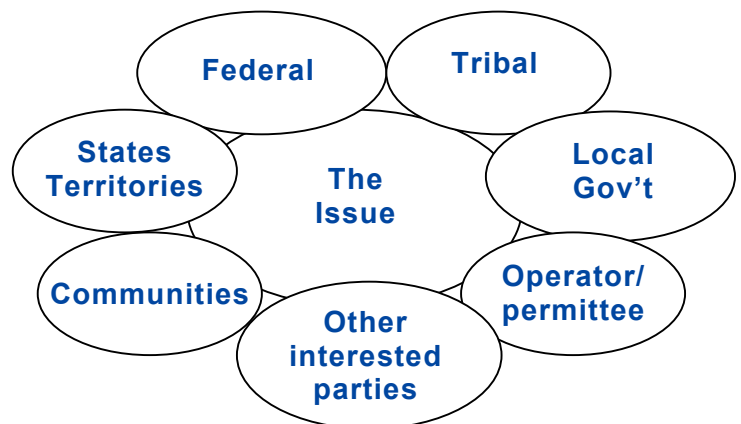 Federal
Tribal
States
Territories
The
Issue
Local
Gov't
Communities
Operator/
permittee
Other
interested
parties